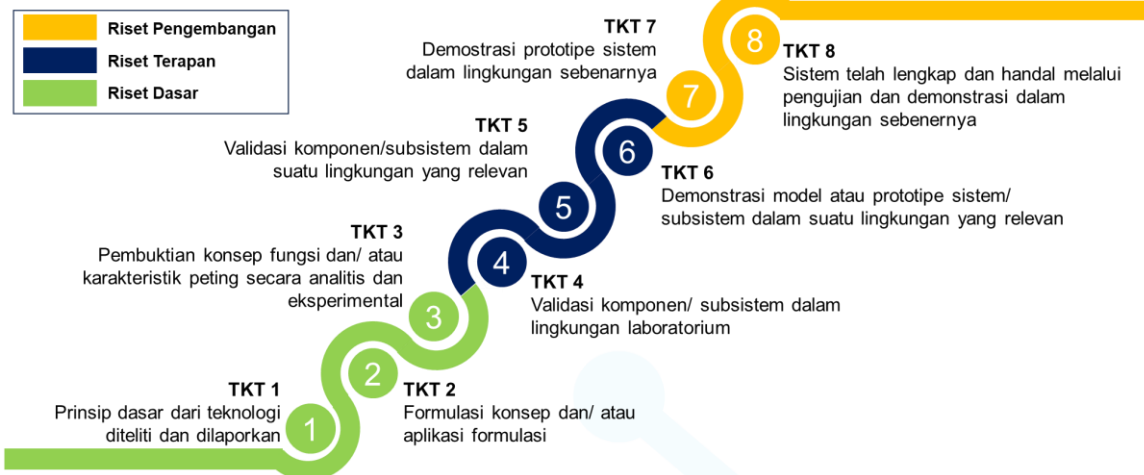 Riset Pengembangan
Riset Terapan
Riset Dasar
TKT 7
Demostrasi prototipe sistem
dalam lingkungan sebenarnya
8
TKT 8
Sistem telah lengkap dan handal melalui
pengujian dan demonstrasi dalam
lingkungan sebenernya
7
TKT 5
Validasi komponen/subsistem dalam
suatu lingkungan yang relevan
6
TKT 6
Demonstrasi model atau prototipe sistem/
subsistem dalam suatu lingkungan yang relevan
5
TKT 3
Pembuktian konsep fungsi dan/ atau
karakteristik peting secara analitis dan
eksperimental
4
TKT 4
Validasi komponen/ subsistem dalam
lingkungan laboratorium
3
TKT 1
Prinsip dasar dari teknologi
diteliti dan dilaporkan
2
TKT 2
Formulasi konsep dan/ atau
aplikasi formulasi
1